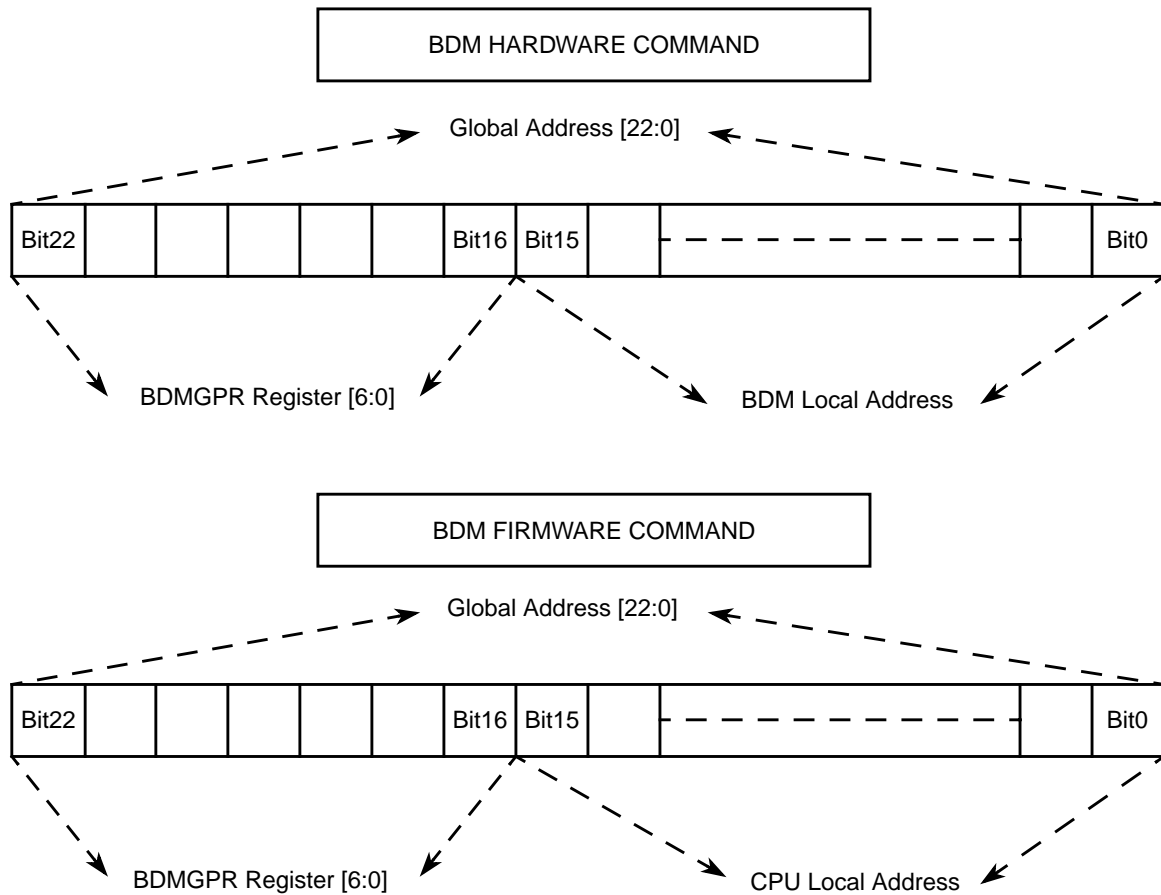 BDM HARDWARE COMMAND
Global Address [22:0]
Bit22 Bit16 Bit15 Bit0
BDMGPR Register [6:0] BDM Local Address
BDM FIRMWARE COMMAND
Global Address [22:0]
Bit22 Bit16 Bit15 Bit0
BDMGPR Register [6:0] CPU Local Address